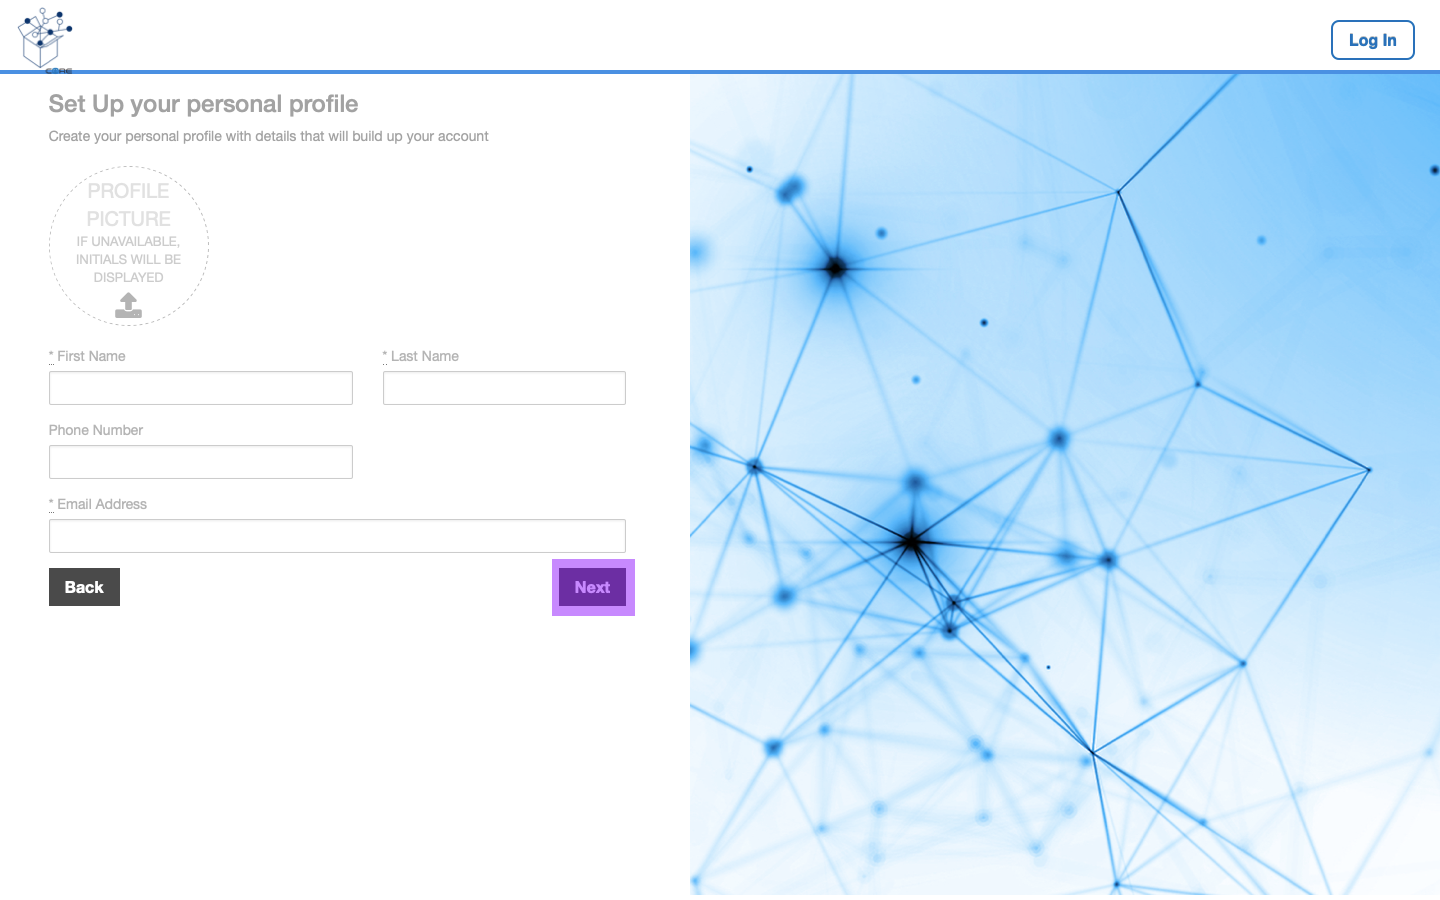 CORE
Log In
Set Up your personal profile
Create your personal profile with details that will build up your account
PROFILE
PICTURE
IF UNAVAILABLE,
INITIALS WILL BE
DISPLAYED
* First Name
* Last Name
Phone Number
* Email Address
Back
Next